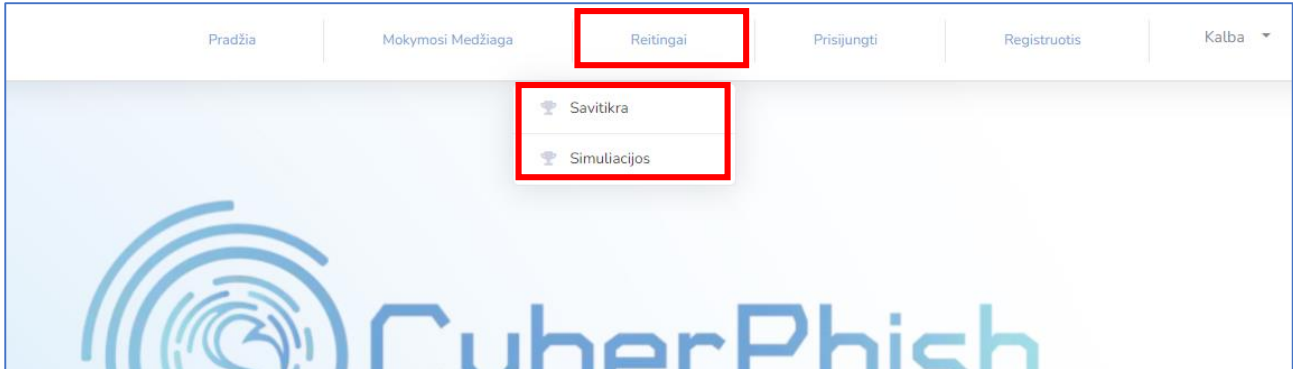 Pradžia Mokymosi Medžiaga Reitingai Prisijungti Registruotis Kalba
Savitikra
Simuliacijos
CyberPhish